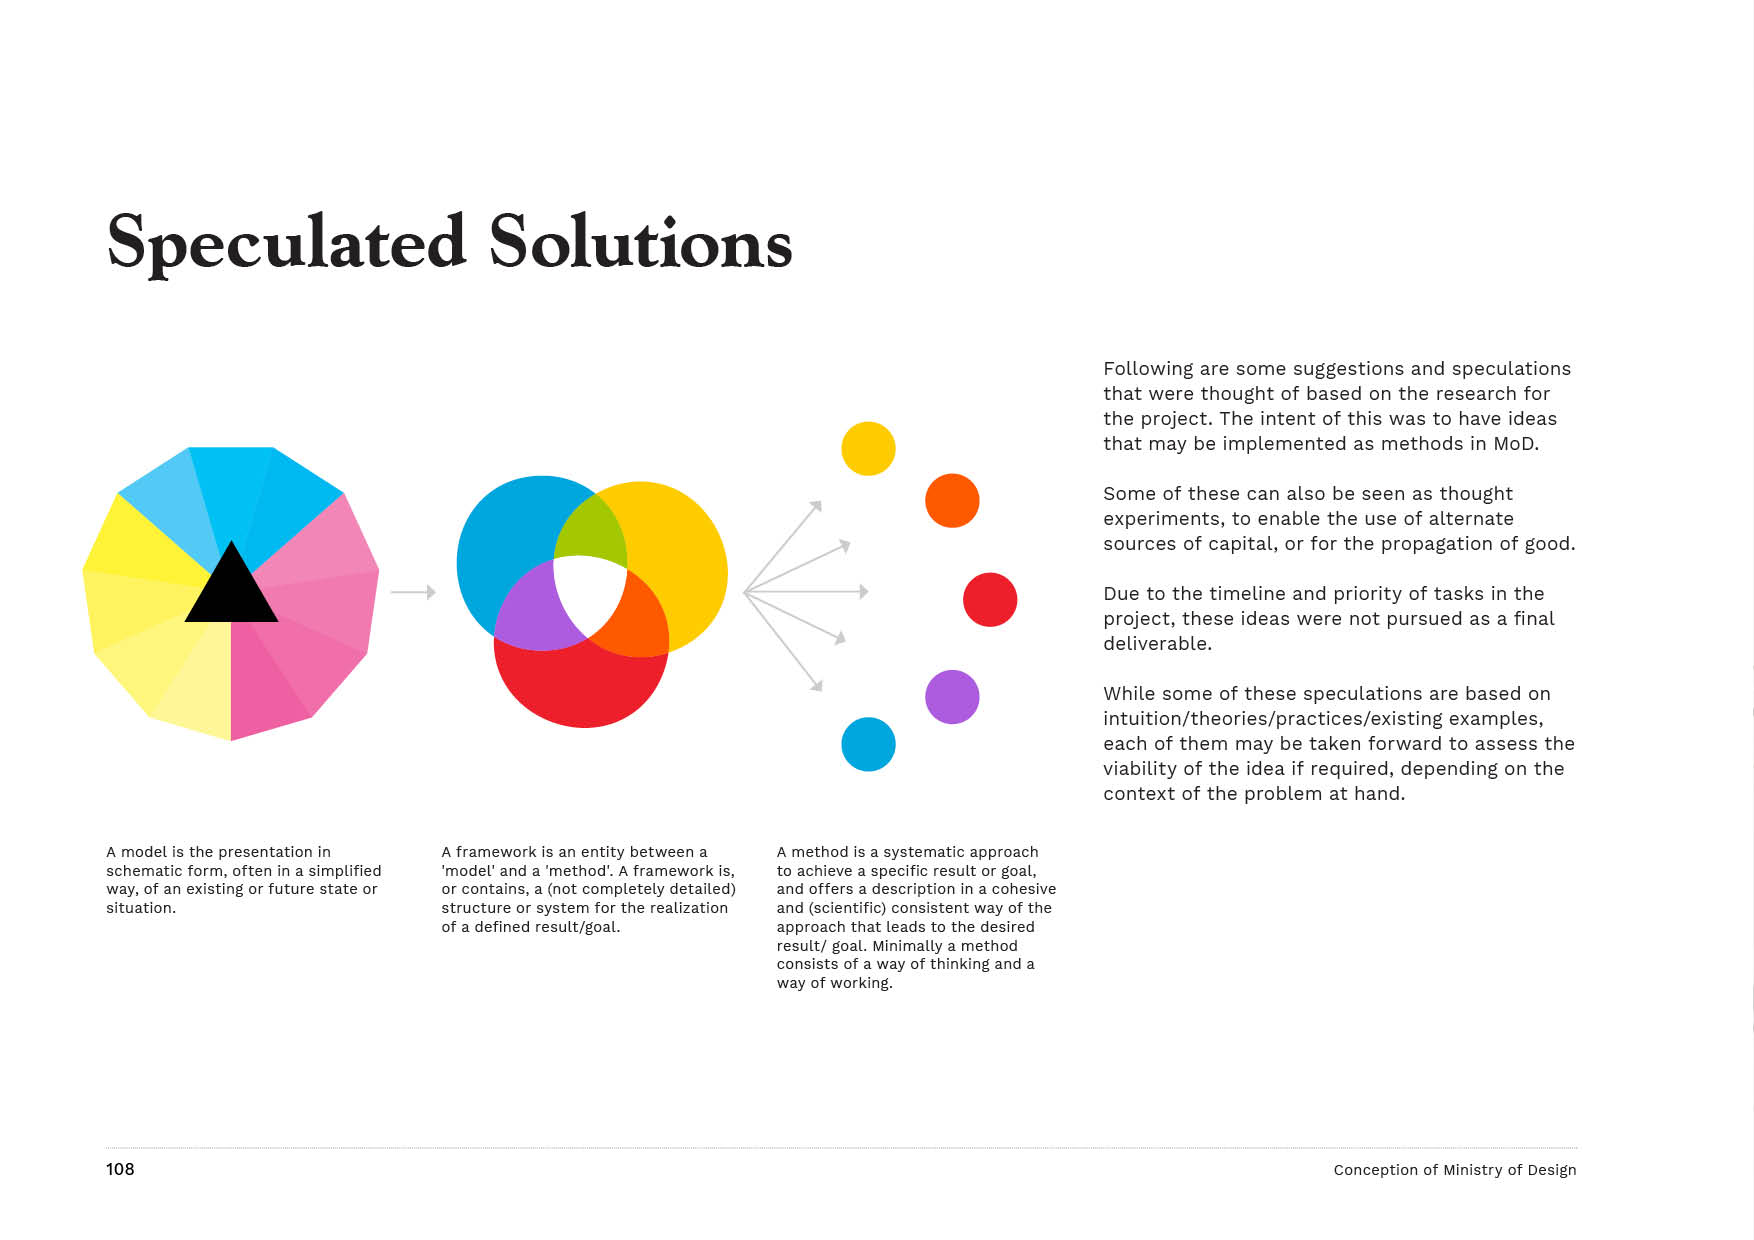 Speculated Solutions
Following are some suggestions and speculations
that were thought of based on the research for
the project. The intent of this was to have ideas
that may be implemented as methods in MoD.
Some of these can also be seen as thought
experiments, to enable the use of alternate
sources of capital, or for the propagation of good.
Due to the timeline and priority of tasks in the
project, these ideas were not pursued as a final
deliverable.
While some of these speculations are based on
intuition/theories/practices/existing examples,
each of them may be taken forward to assess the
viability of the idea if required, depending on the
context of the problem at hand.
A model is the presentation in
schematic form, often in a simplified
way, of an existing or future state or
situation.
A framework is an entity between a
'model' and a 'method'. A framework is,
or contains, a (not completely detailed)
structure or system for the realization
of a defined result/goal.
A method is a systematic approach
to achieve a specific result or goal,
and offers a description in a cohesive
and (scientific) consistent way of the
approach that leads to the desired
result/ goal. Minimally a method
consists of a way of thinking and a
way of working.
108
Conception of Ministry of Design